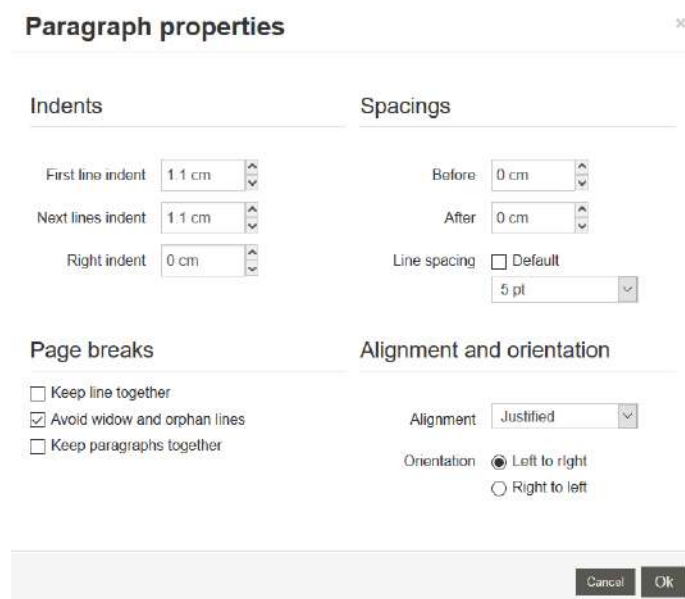 Paragraph properties
×
Indents
First line indent 1.1 cm
Next lines indent 1.1 cm
Right indent 0 cm
Spacings
Before 0 cm
After 0 cm
Line spacing Default
5 pt
Page breaks
Keep line together
Avoid widow and orphan lines
Keep paragraphs together
Alignment and orientation
Alignment Justified
Orientation Left to right
Right to left
Cancel Ok